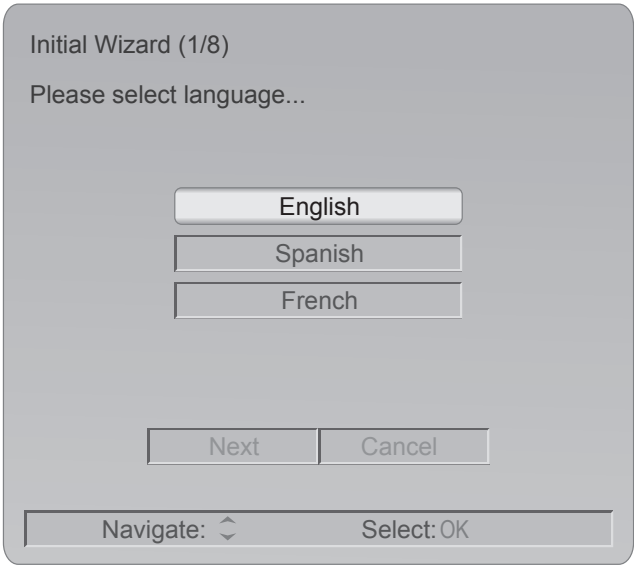 Initial Wizard (1/8)
Please select language...
English
Spanish
French
Next Cancel
Navigate: Select: OK